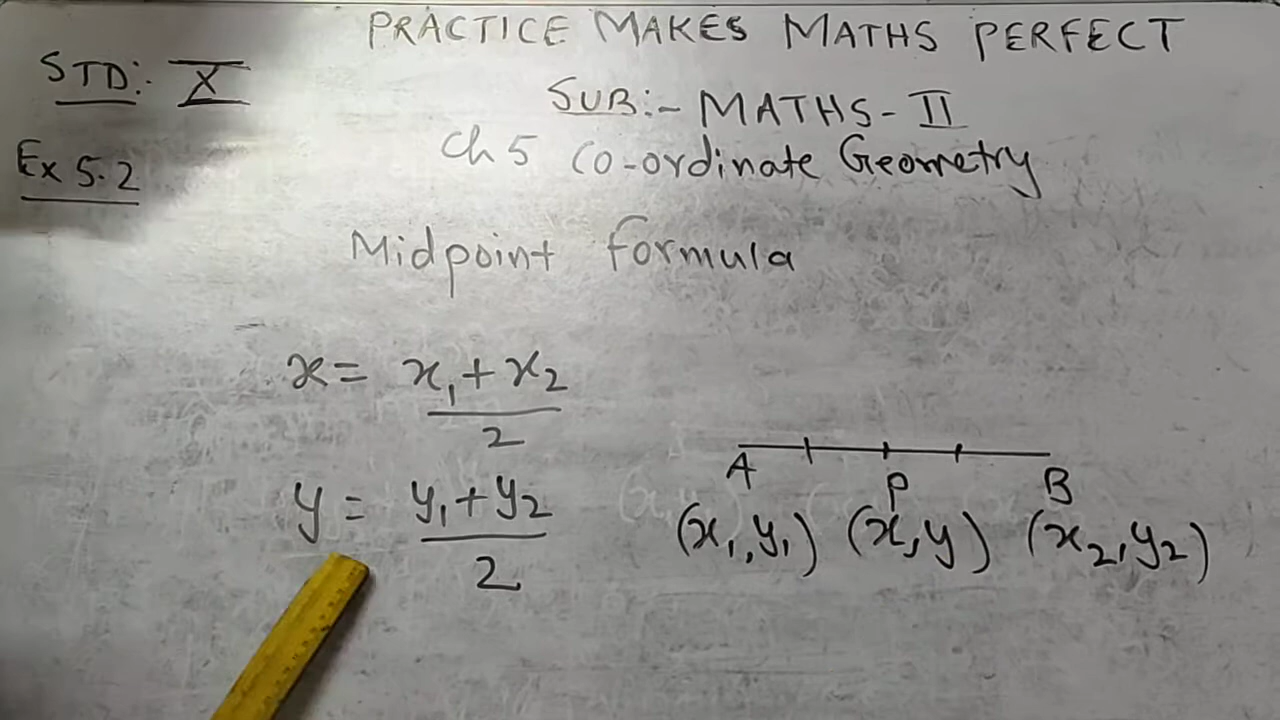 PRACTICE MAKES MATHS PERFECT
STD:- X
SUB:- MATHS-II
Ex 5.2
Ch 5 Co-ordinate Geometry
Midpoint formula
x = x₁ + x₂
2
y = y₁ + y₂
2
A P B
(x₁, y₁) (x, y) (x₂, y₂)